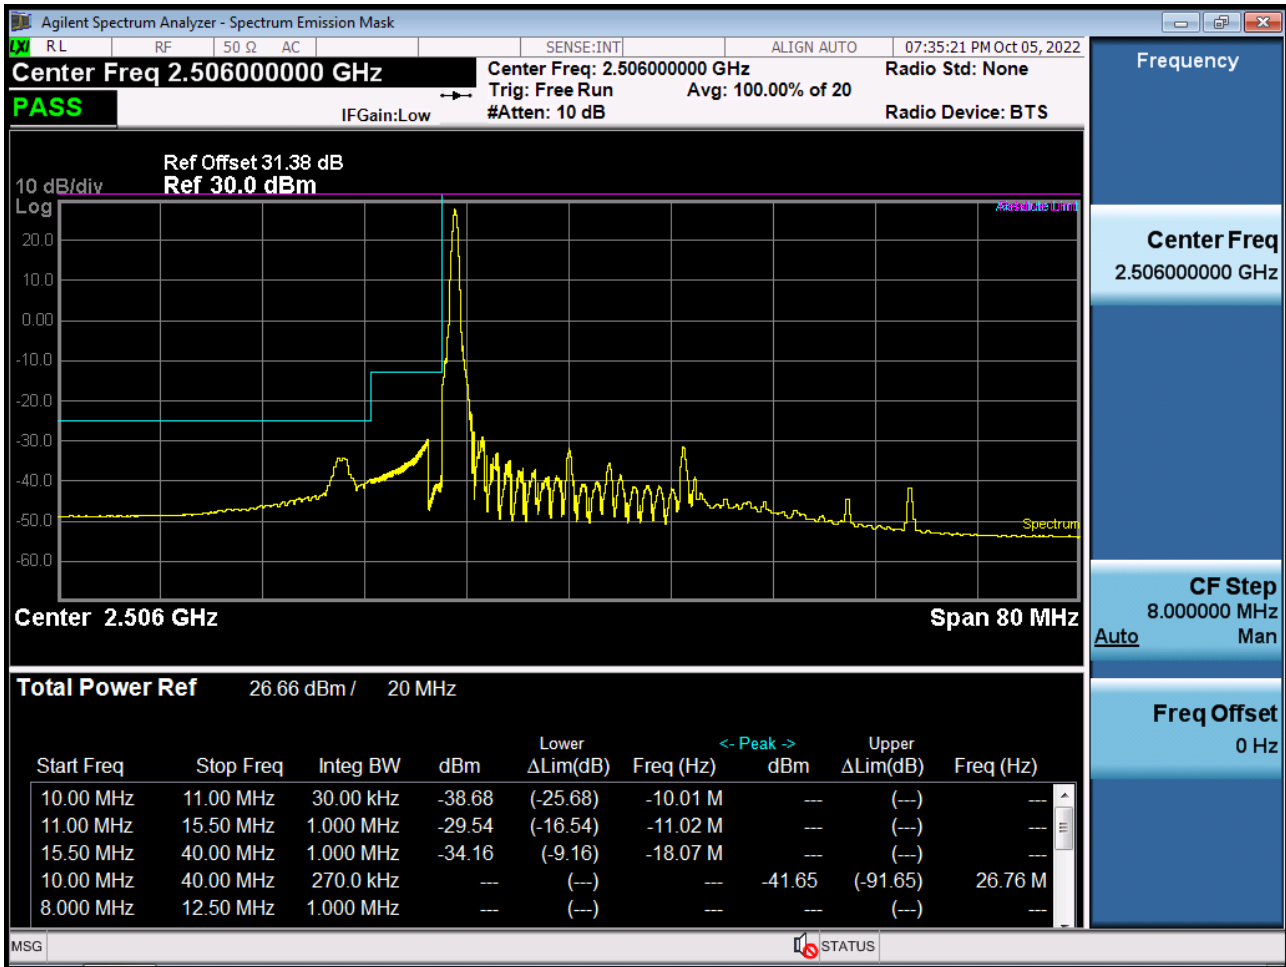 Agilent Spectrum Analyzer - Spectrum Emission Mask
LXI RL RF 50 Ω AC SENSE:INT ALIGN AUTO 07:35:21 PM Oct 05, 2022
Center Freq 2.506000000 GHz Center Freq: 2.506000000 GHz Radio Std: None
Trig: Free Run Avg: 100.00% of 20
PASS IFGain:Low #Atten: 10 dB Radio Device: BTS
Ref Offset 31.38 dB
10 dB/div Ref 30.0 dBm
Log
Absolute Limit
20.0
10.0
0.00
-10.0
-20.0
-30.0
-40.0
-50.0
Spectrum
-60.0
Center 2.506 GHz Span 80 MHz
Total Power Ref 26.66 dBm / 20 MHz
Lower <- Peak -> Upper
Start Freq Stop Freq Integ BW dBm ΔLim(dB) Freq (Hz) dBm ΔLim(dB) Freq (Hz)
10.00 MHz 11.00 MHz 30.00 kHz -38.68 (-25.68) -10.01 M --- (---) ---
11.00 MHz 15.50 MHz 1.000 MHz -29.54 (-16.54) -11.02 M --- (---) ---
15.50 MHz 40.00 MHz 1.000 MHz -34.16 (-9.16) -18.07 M --- (---) ---
10.00 MHz 40.00 MHz 270.0 kHz --- (---) --- -41.65 (-91.65) 26.76 M
8.000 MHz 12.50 MHz 1.000 MHz --- (---) --- --- (---) ---
MSG STATUS
Frequency
Center Freq
2.506000000 GHz
CF Step
8.000000 MHz
Auto Man
Freq Offset
0 Hz